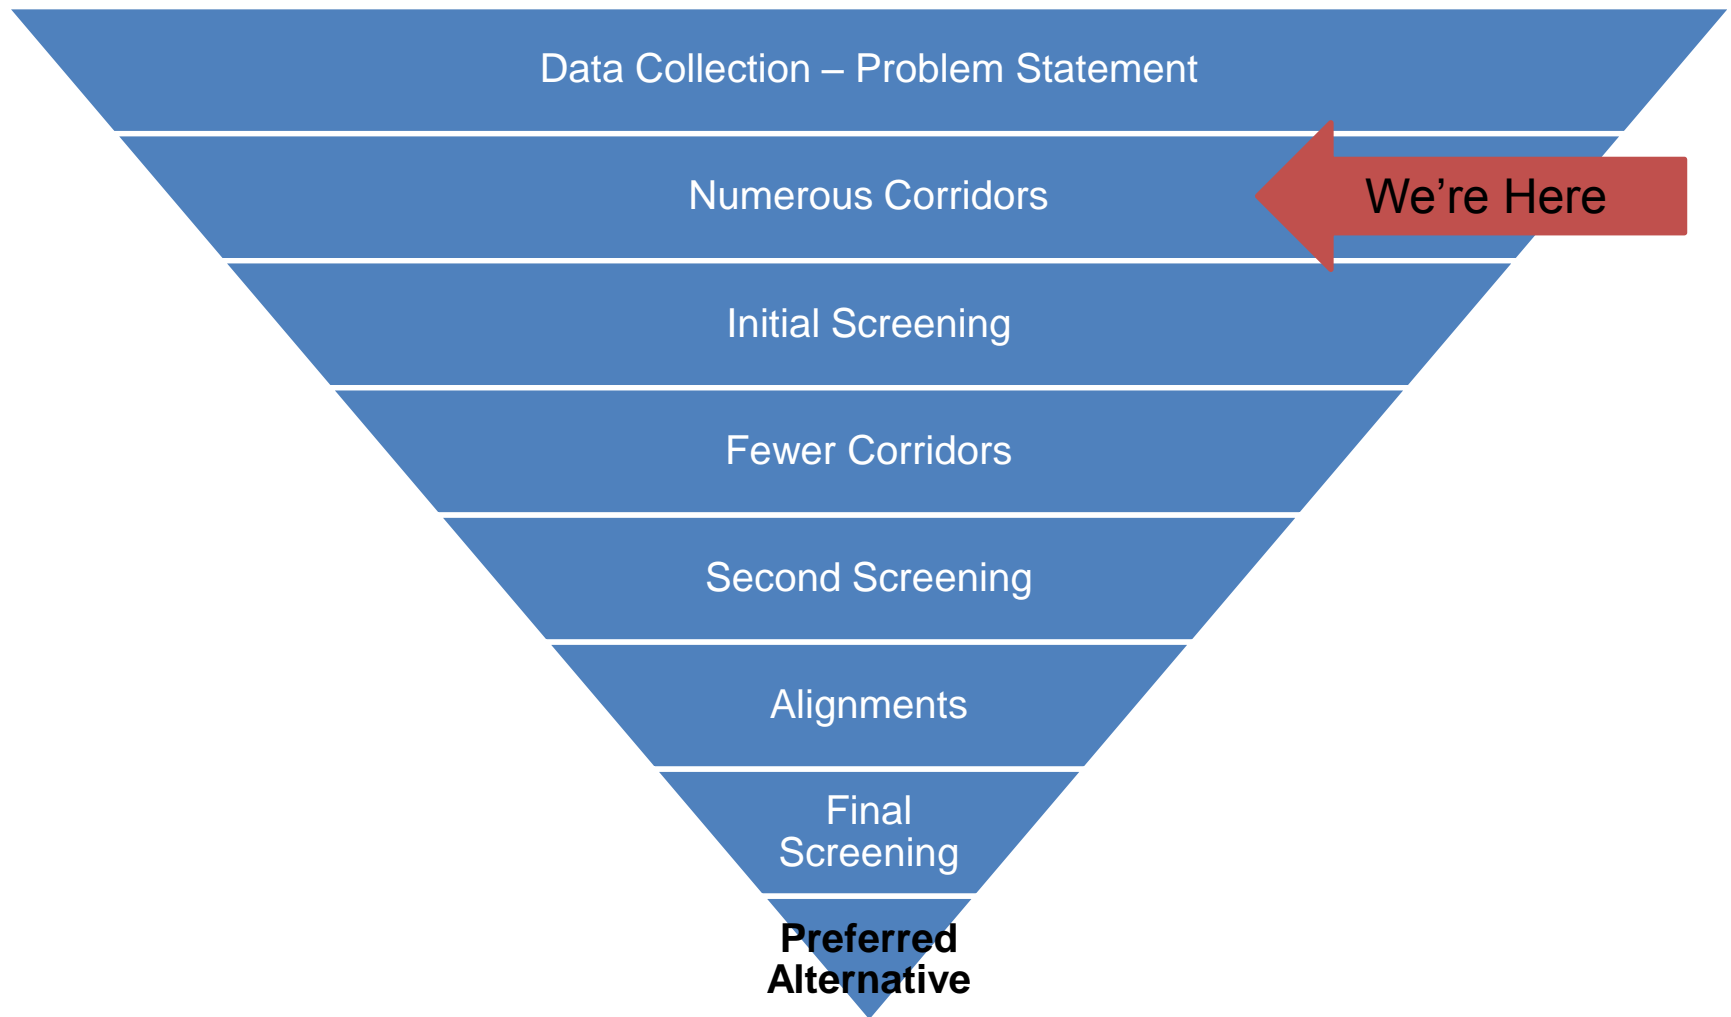 Data Collection – Problem Statement
Numerous Corridors
We’re Here
Initial Screening
Fewer Corridors
Second Screening
Alignments
Final
Screening
Preferred
Alternative